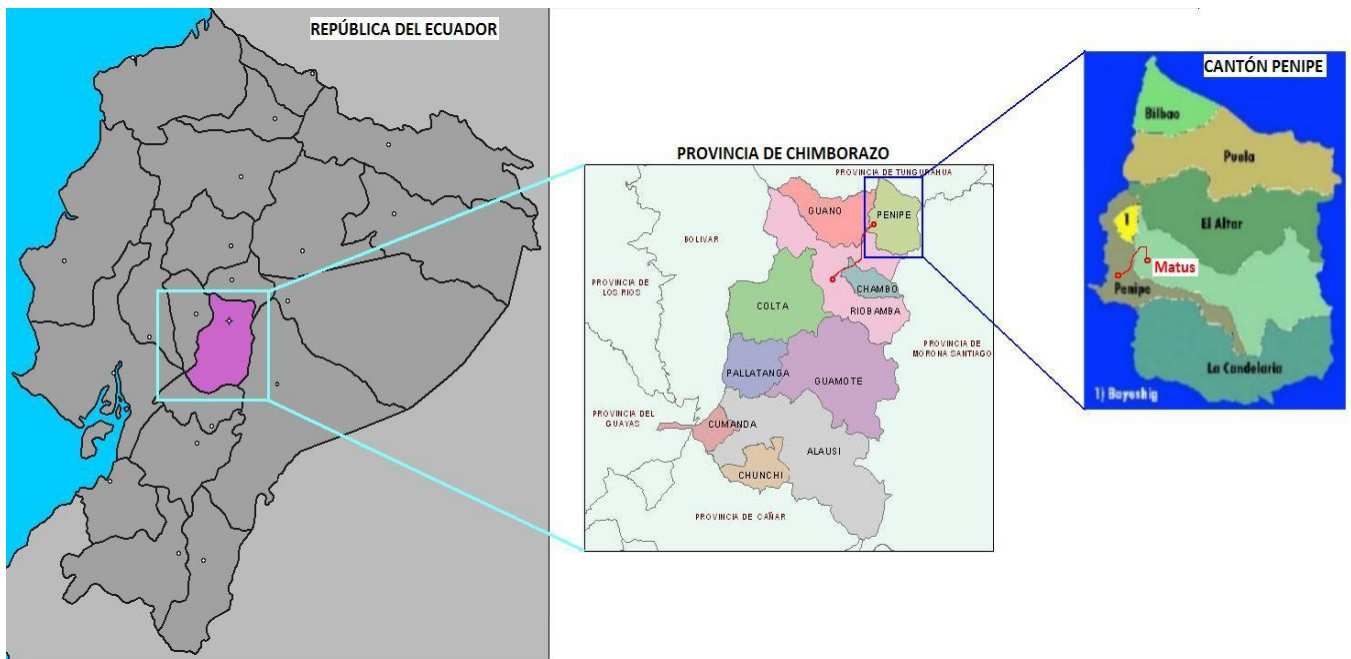 REPÚBLICA DEL ECUADOR
PROVINCIA DE CHIMBORAZO
PROVINCIA DE TUNGURAHUA
GUANO
PENIPE
BOLIVAR
PROVINCIA DE
LOS RIOS
CHAMBO
COLTA
RIOBAMBA
PROVINCIA DE
MORONA SANTIAGO
PALLATANGA
GUAMOTE
PROVINCIA DEL
GUAYAS
CUMANDA
ALAUSI
CHUNCHI
PROVINCIA DE CAÑAR
CANTÓN PENIPE
Bilbao
Puela
1
El Altar
Matus
Penipe
La Candelaria
1) Bayushig